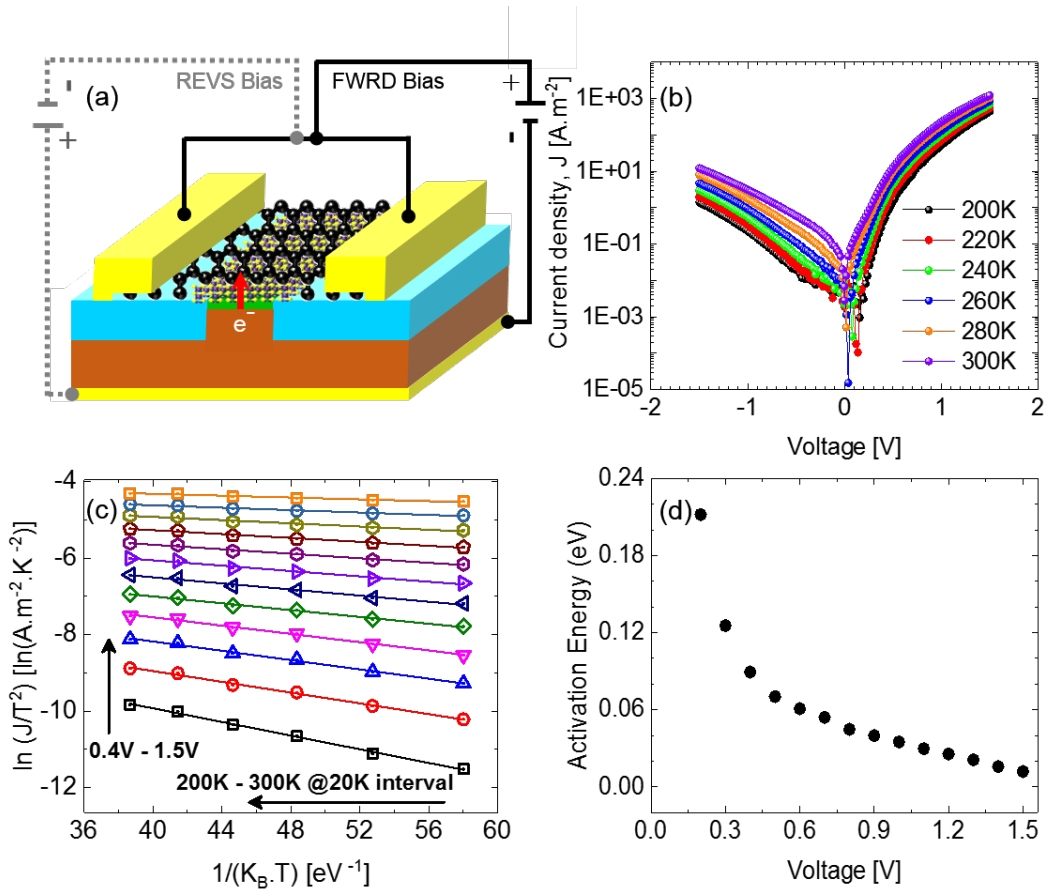 REVS Bias
FWRD Bias
-
+
(a)
+
-
e⁻
(b)
Current density, J [A.m⁻²]
1E+03
1E+01
1E-01
1E-03
1E-05
-2
-1
0
1
2
Voltage [V]
200K
220K
240K
260K
280K
300K
(c)
ln (J/T²) [ln(A.m⁻².K⁻²)]
-4
-6
-8
-10
-12
36
40
44
48
52
56
60
1/(K_B.T) [eV⁻¹]
0.4V - 1.5V
200K - 300K @20K interval
(d)
Activation Energy (eV)
0.24
0.18
0.12
0.06
0.00
0.0
0.3
0.6
0.9
1.2
1.5
Voltage [V]